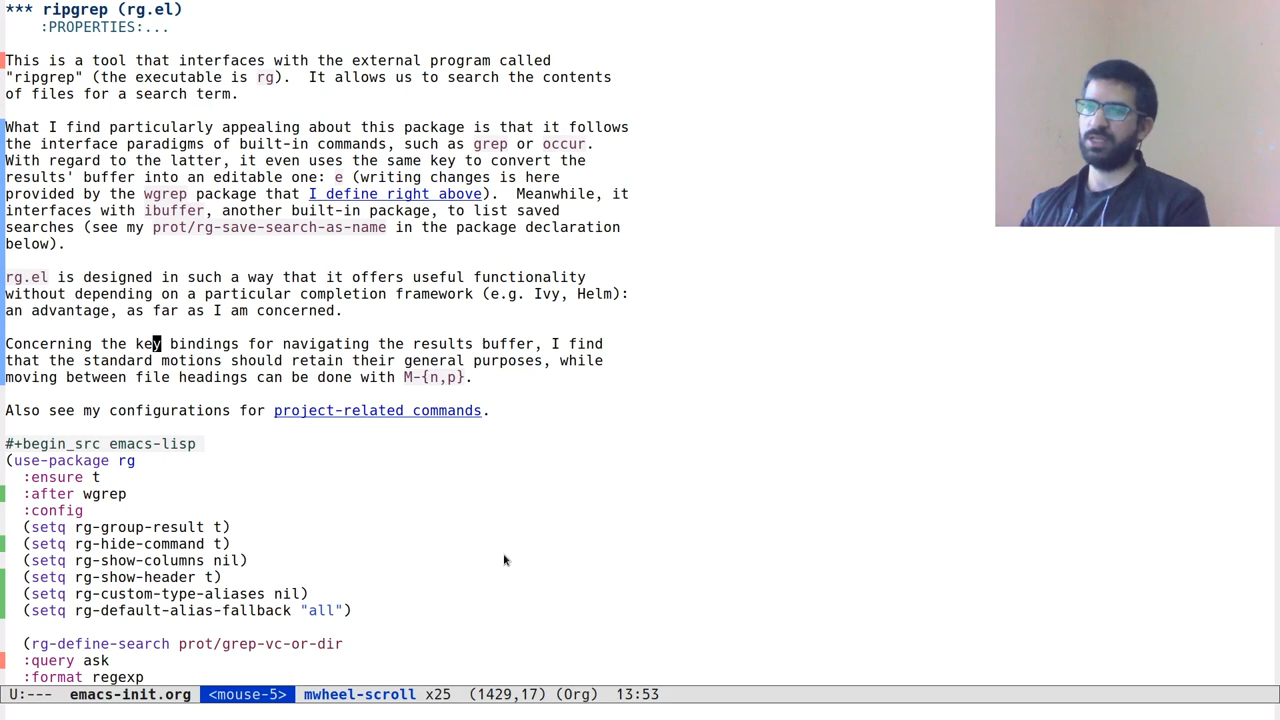 *** ripgrep (rg.el)
:PROPERTIES:...
This is a tool that interfaces with the external program called
"ripgrep" (the executable is rg).  It allows us to search the contents
of files for a search term.
What I find particularly appealing about this package is that it follows
the interface paradigms of built-in commands, such as grep or occur.
With regard to the latter, it even uses the same key to convert the
results' buffer into an editable one: e (writing changes is here
provided by the wgrep package that I define right above).  Meanwhile, it
interfaces with ibuffer, another built-in package, to list saved
searches (see my prot/rg-save-search-as-name in the package declaration
below).
rg.el is designed in such a way that it offers useful functionality
without depending on a particular completion framework (e.g. Ivy, Helm):
an advantage, as far as I am concerned.
Concerning the key bindings for navigating the results buffer, I find
that the standard motions should retain their general purposes, while
moving between file headings can be done with M-{n,p}.
Also see my configurations for project-related commands.
#+begin_src emacs-lisp
(use-package rg
:ensure t
:after wgrep
:config
(setq rg-group-result t)
(setq rg-hide-command t)
(setq rg-show-columns nil)
(setq rg-show-header t)
(setq rg-custom-type-aliases nil)
(setq rg-default-alias-fallback "all")
(rg-define-search prot/grep-vc-or-dir
:query ask
:format regexp
U:---  emacs-init.org  <mouse-5>  mwheel-scroll x25  (1429,17) (Org) 13:53